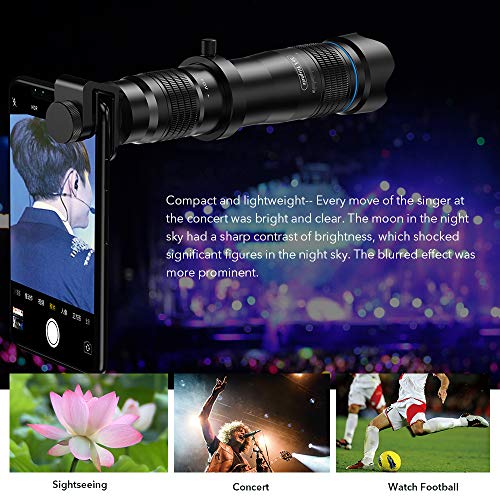 HDR
Compact and lightweight-- Every move of the singer at
the concert was bright and clear. The moon in the night
sky had a sharp contrast of brightness, which shocked
significant figures in the night sky. The blurred effect was
more prominent.
Sightseeing
Concert
Watch Football